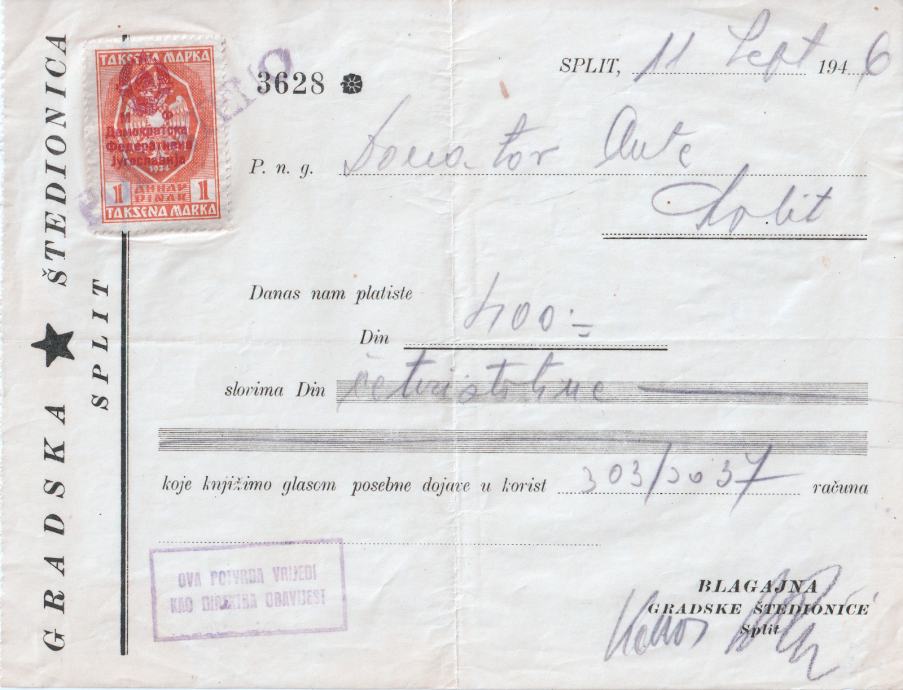 GRADSKA ★ ŠTEDIONICA
SPLIT
TAKSENA MARKA
Ф
Демократска
Федеративна
Југославија
1 ДИНАР 1
DINAR
TAKSENA MARKA
3628
SPLIT, 11 Sept 1946
P. n. g. Donator Ante
Split
Danas nam platiste
Din 400=
slovima Din četiristotine
koje knjižimo glasom posebne dojave u korist 303/3037 računa
OVA POTVRDA VRIJEDI
KAO DIREKTNA OBAVIJEST
BLAGAJNA
GRADSKE ŠTEDIONICE
Split